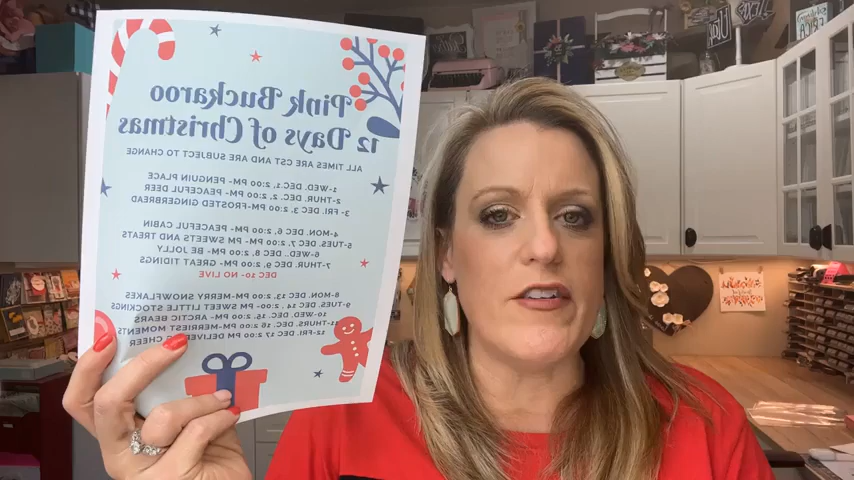 Pink Buckaroo
12 Days of Christmas
ALL TIMES ARE CST AND ARE SUBJECT TO CHANGE
1-WED. DEC. 1, 2:00 PM- PENGUIN PLACE
2-THUR. DEC. 2, 2:00 PM- PEACEFUL DEER
3- FRI. DEC 3, 2:00 PM-FROSTED GINGERBREAD
4-MON. DEC 6, 2:00 PM- PEACEFUL CABIN
5-TUES. DEC 7, 2:00 PM- SWEETS AND TREATS
6-WED. DEC 8, 2:00 PM- BE JOLLY
7-THUR. DEC 9, 2:00 PM- GREAT TIDINGS
DEC 10- NO LIVE
8-MON. DEC 13, 2:00 PM-MERRY SNOWFLAKES
9-TUES. DEC 14, 2:00- PM-SWEET LITTLE STOCKINGS
10-WED. DEC. 15, 2:00 PM- ARCTIC BEARS
11-THURS. DEC. 16 2:00 PM-MERRIEST MOMENTS
12-FRI. DEC 17 2:00 PM CHEER
ERICA